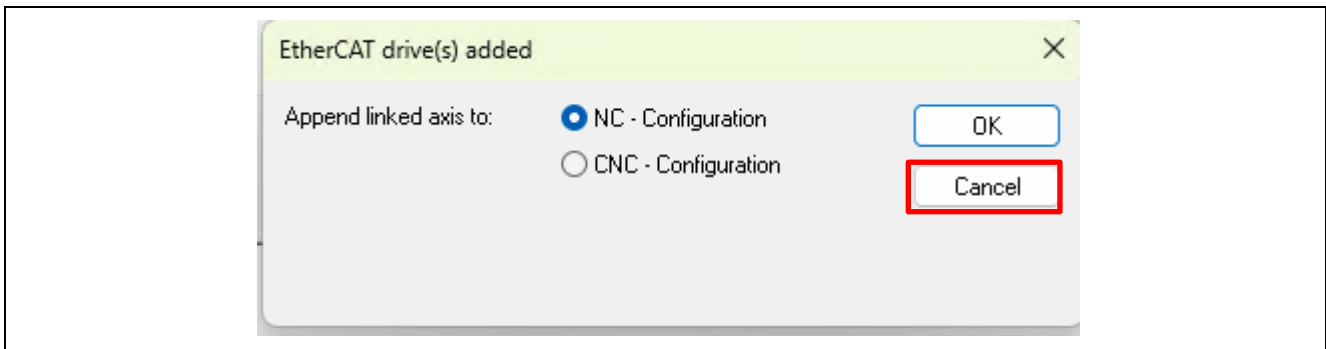 EtherCAT drive(s) added
Append linked axis to:
NC - Configuration
OK
CNC - Configuration
Cancel